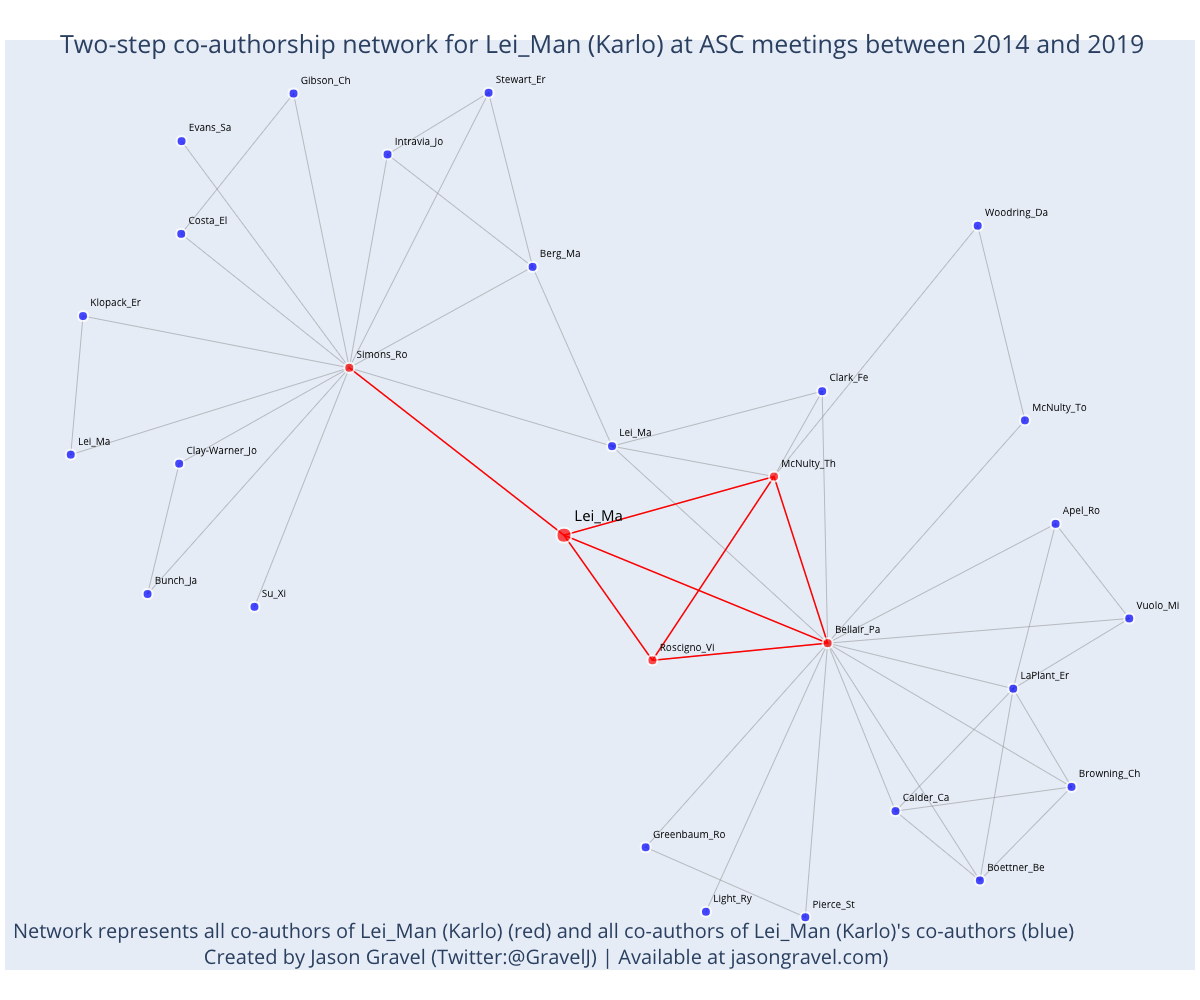 Two-step co-authorship network for Lei_Man (Karlo) at ASC meetings between 2014 and 2019
Gibson_Ch
Stewart_Er
Evans_Sa
Intravia_Jo
Costa_El
Woodring_Da
Berg_Ma
Klopack_Er
Simons_Ro
Clark_Fe
McNulty_To
Lei_Ma
Lei_Ma
Clay-Warner_Jo
McNulty_Th
Lei_Ma
Apel_Ro
Bunch_Ja
Su_Xi
Vuolo_Mi
Bellair_Pa
Roscigno_Vi
LaPlant_Er
Browning_Ch
Calder_Ca
Greenbaum_Ro
Boettner_Be
Light_Ry
Pierce_St
Network represents all co-authors of Lei_Man (Karlo) (red) and all co-authors of Lei_Man (Karlo)'s co-authors (blue)
Created by Jason Gravel (Twitter:@GravelJ) | Available at jasongravel.com)